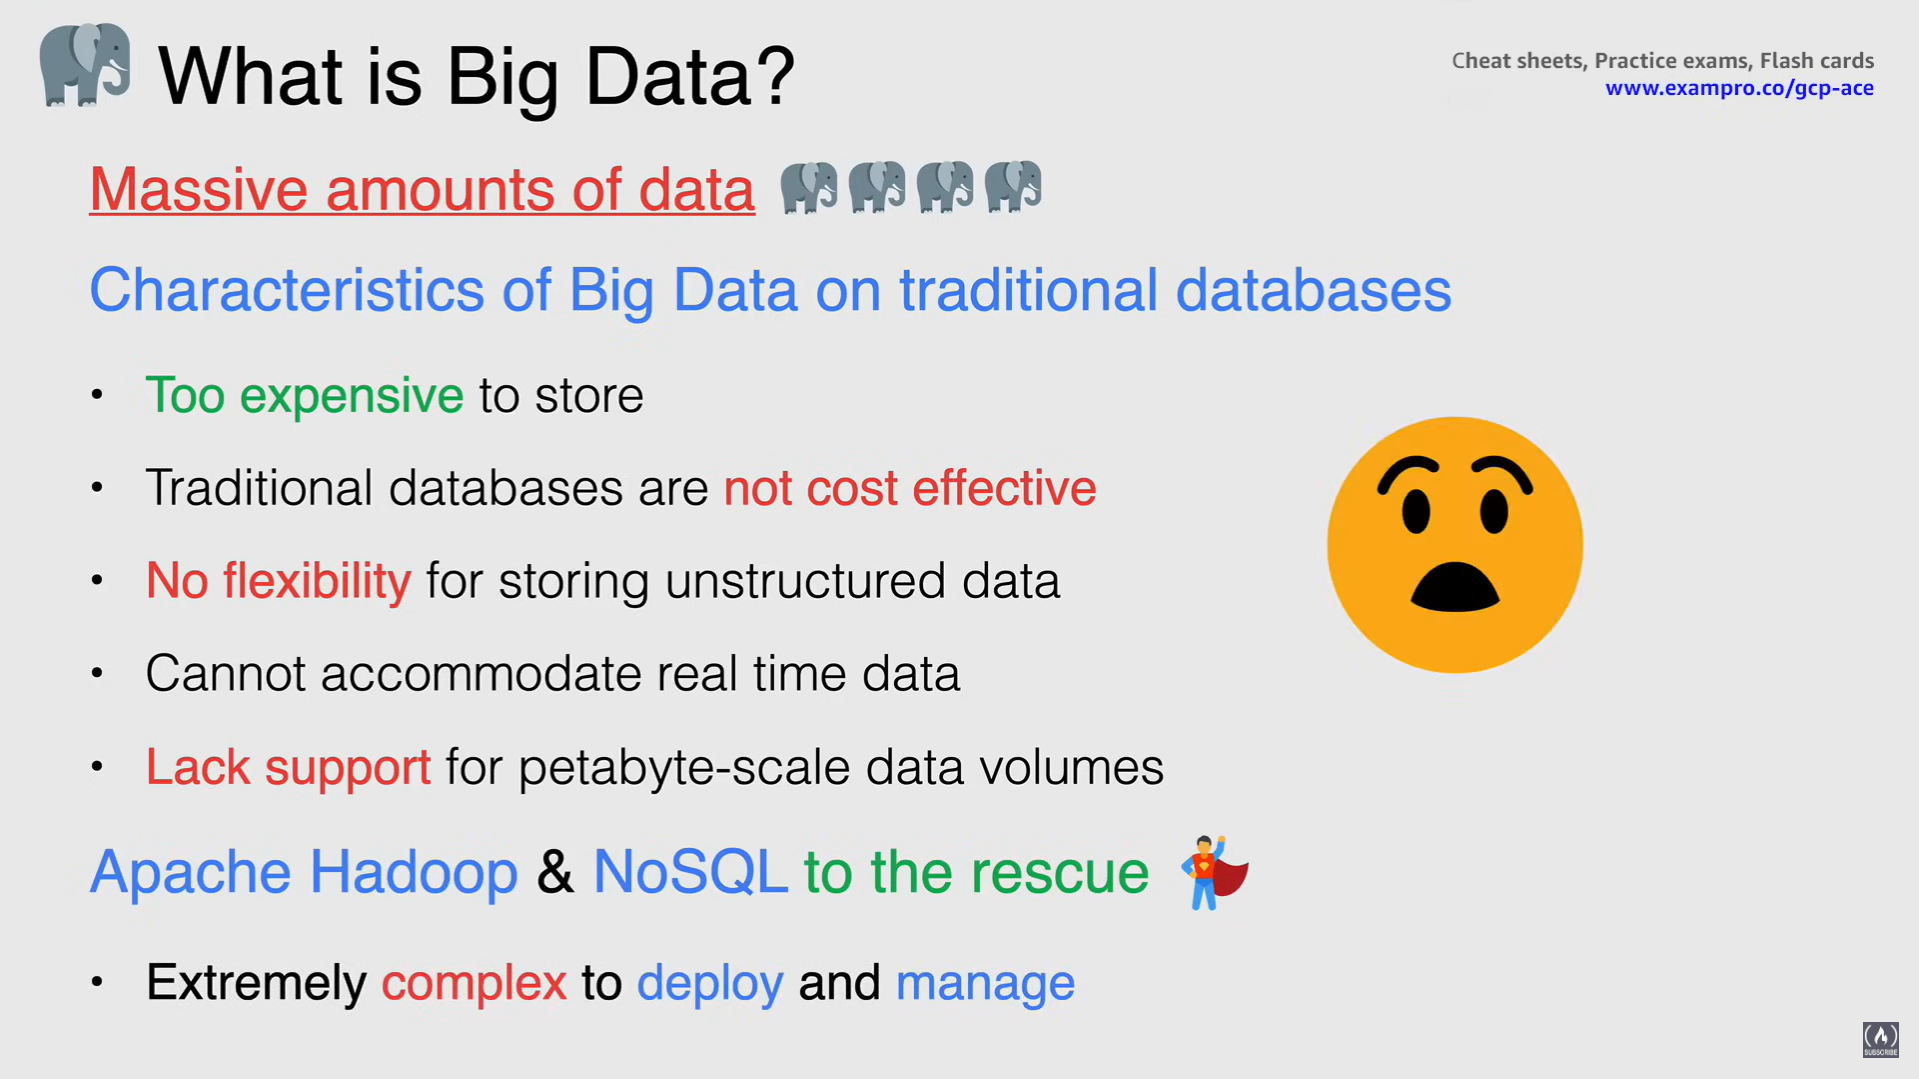 What is Big Data?
Cheat sheets, Practice exams, Flash cards
www.exampro.co/gcp-ace
Massive amounts of data
Characteristics of Big Data on traditional databases
• Too expensive to store
• Traditional databases are not cost effective
• No flexibility for storing unstructured data
• Cannot accommodate real time data
• Lack support for petabyte-scale data volumes
Apache Hadoop & NoSQL to the rescue
• Extremely complex to deploy and manage
SUBSCRIBE